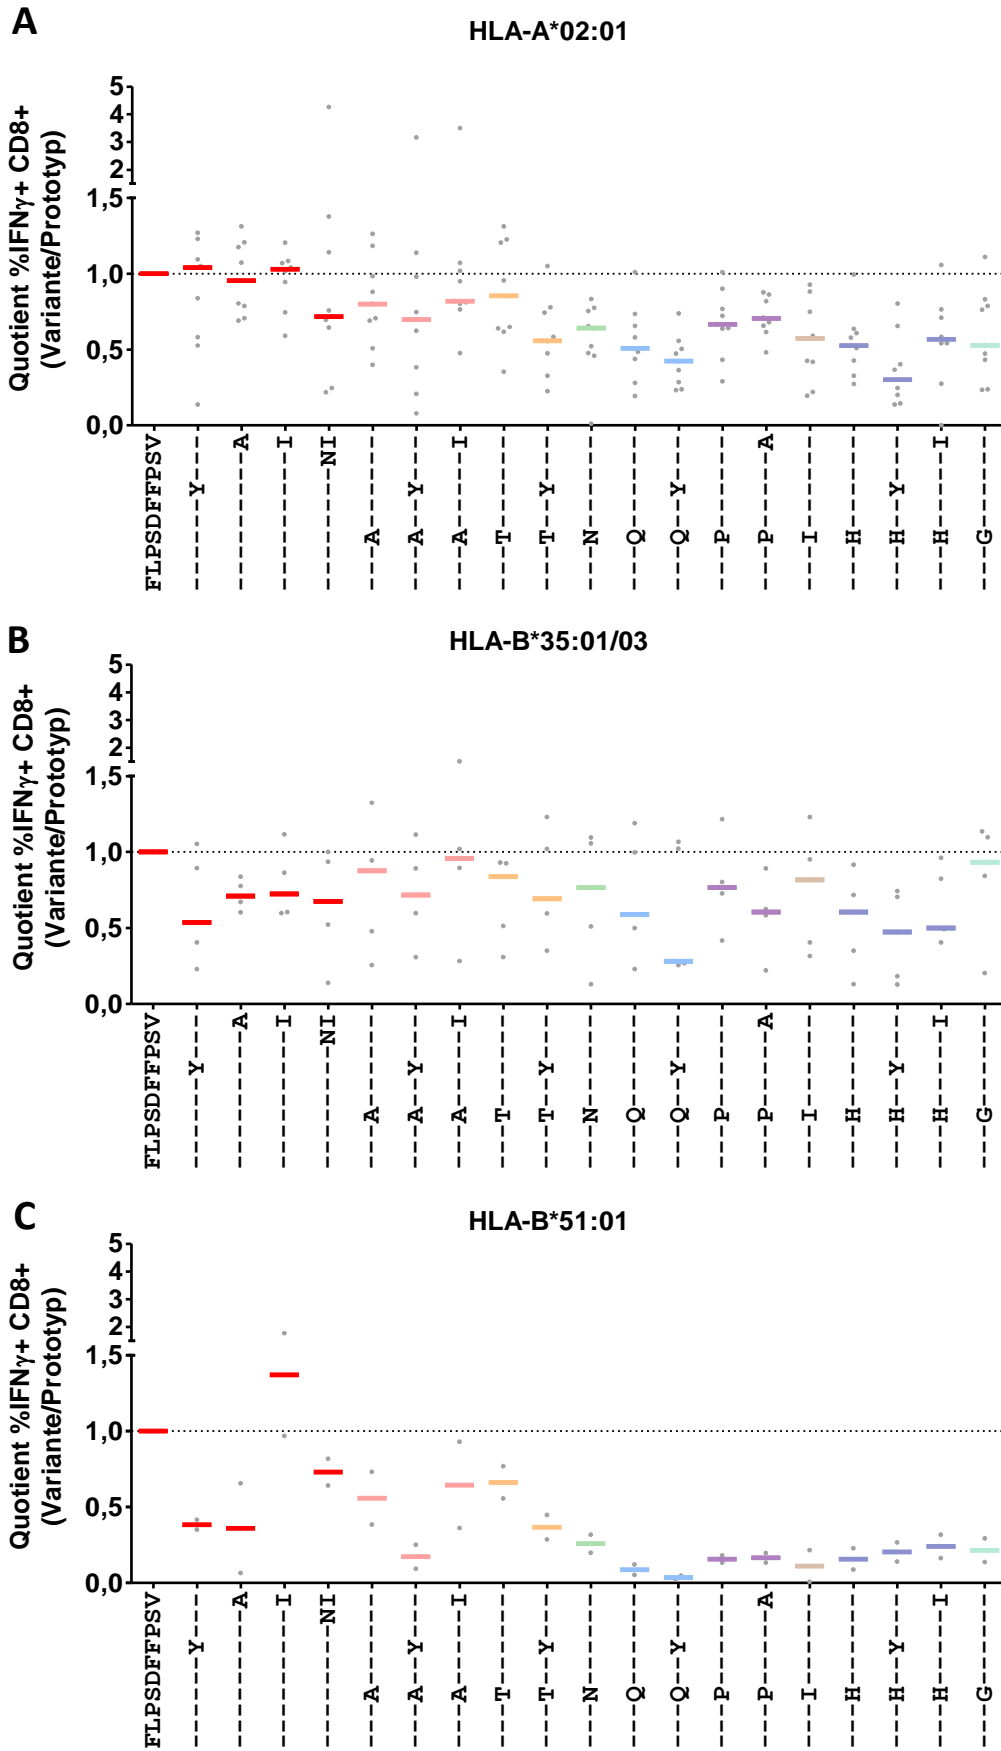 A
HLA-A*02:01
Quotient %IFNγ+ CD8+
(Variante/Prototyp)
5
4
3
2
1,5
1,0
0,5
0,0
FLPSDFFPSV
------Y---
---------A
---------I
--------NI
---A------
---A--Y---
---A-----I
---T------
---T--Y---
---N------
---Q------
---Q--Y---
---P------
---P-----A
---I------
---H------
---H--Y---
---H-----I
---G------
B
HLA-B*35:01/03
Quotient %IFNγ+ CD8+
(Variante/Prototyp)
5
4
3
2
1,5
1,0
0,5
0,0
FLPSDFFPSV
------Y---
---------A
---------I
--------NI
---A------
---A--Y---
---A-----I
---T------
---T--Y---
---N------
---Q------
---Q--Y---
---P------
---P-----A
---I------
---H------
---H--Y---
---H-----I
---G------
C
HLA-B*51:01
Quotient %IFNγ+ CD8+
(Variante/Prototyp)
5
4
3
2
1,5
1,0
0,5
0,0
FLPSDFFPSV
------Y---
---------A
---------I
--------NI
---A------
---A--Y---
---A-----I
---T------
---T--Y---
---N------
---Q------
---Q--Y---
---P------
---P-----A
---I------
---H------
---H--Y---
---H-----I
---G------